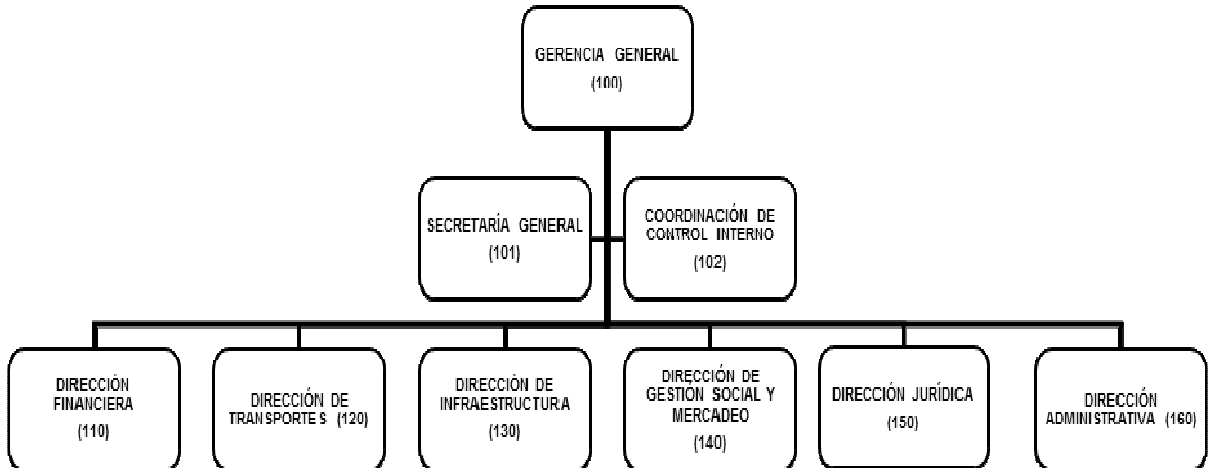 GERENCIA GENERAL
(100)
SECRETARÍA GENERAL
(101)
COORDINACIÓN DE
CONTROL INTERNO
(102)
DIRECCIÓN
FINANCIERA
(110)
DIRECCIÓN DE
TRANSPORTES (120)
DIRECCIÓN DE
INFRAESTRUCTURA
(130)
DIRECCIÓN DE
GESTIÓN SOCIAL Y
MERCADEO
(140)
DIRECCIÓN JURÍDICA
(150)
DIRECCIÓN
ADMINISTRATIVA (160)